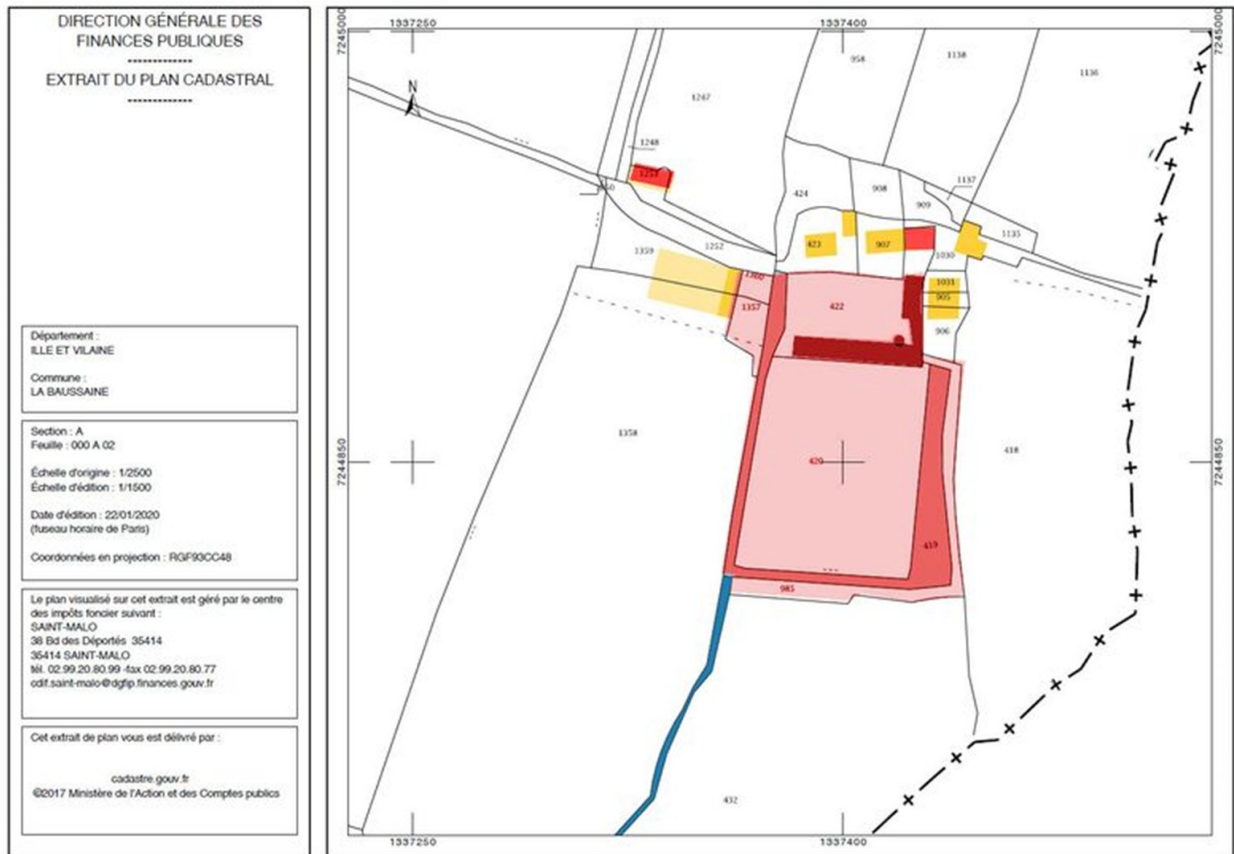 DIRECTION GÉNÉRALE DES
FINANCES PUBLIQUES
-------------
EXTRAIT DU PLAN CADASTRAL
-------------
Département :
ILLE ET VILAINE
Commune :
LA BAUSSAINE
Section : A
Feuille : 000 A 02
Échelle d'origine : 1/2500
Échelle d'édition : 1/1500
Date d'édition : 22/01/2020
(fuseau horaire de Paris)
Coordonnées en projection : RGF93CC48
Le plan visualisé sur cet extrait est géré par le centre
des impôts foncier suivant :
SAINT-MALO
38 Bd des Déportés 35414
35414 SAINT-MALO
tél. 02.99.20.80.99 -fax 02.99.20.80.77
cdif.saint-malo@dgfip.finances.gouv.fr
Cet extrait de plan vous est délivré par :
cadastre.gouv.fr
©2017 Ministère de l'Action et des Comptes publics
1337250
1337400
7245000
7245000
N
958
1138
1136
1247
1248
908
1137
424
909
1135
1359
1252
423
907
1030
1360
1031
905
1357
422
906
1358
420
418
7244850
7244850
419
985
432
1337250
1337400